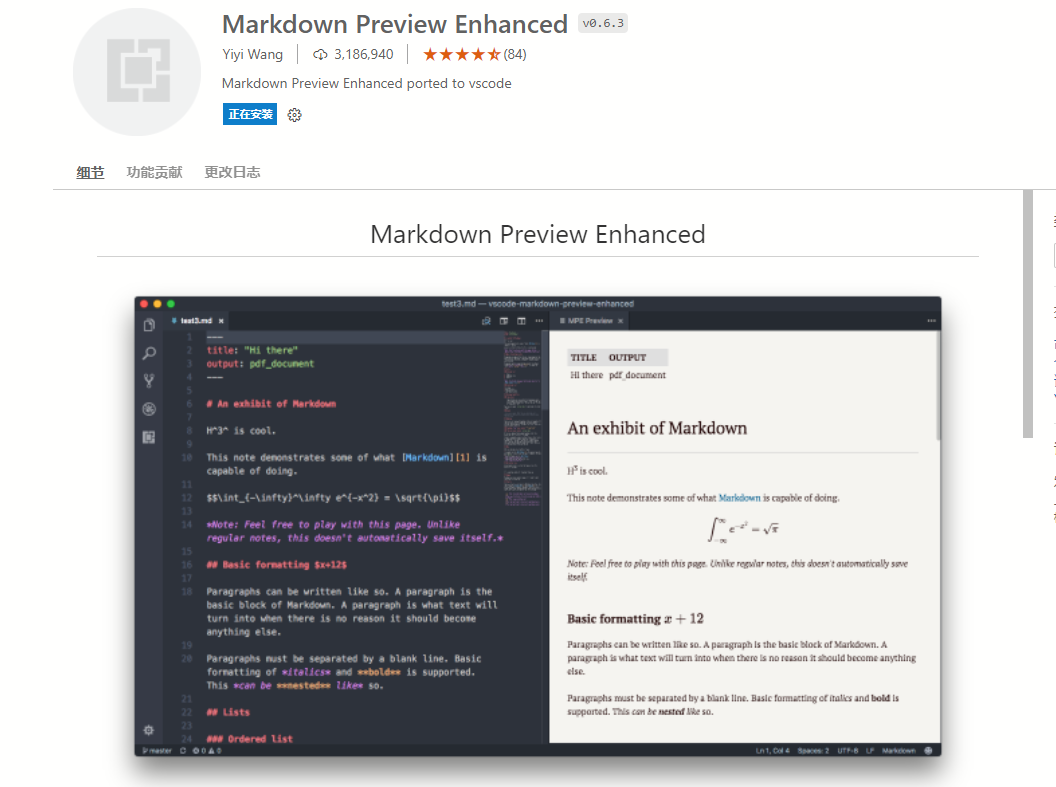 Markdown Preview Enhanced v0.6.3
Yiyi Wang 3,186,940 (84)
Markdown Preview Enhanced ported to vscode
正在安装
细节 功能贡献 更改日志
Markdown Preview Enhanced
test3.md — vscode-markdown-preview-enhanced
test3.md × MPE Preview ×
1 ---
2 title: "Hi there"
3 output: pdf_document
4 ---
5
6 # An exhibit of Markdown
7
8 H^3^ is cool.
9
10 This note demonstrates some of what [Markdown][1] is
capable of doing.
11
12 $$\int_{-\infty}^\infty e^{-x^2} = \sqrt{\pi}$$
13
14 *Note: Feel free to play with this page. Unlike
regular notes, this doesn't automatically save itself.*
15
16 ## Basic formatting $x+12$
17
18 Paragraphs can be written like so. A paragraph is the
basic block of Markdown. A paragraph is what text will
turn into when there is no reason it should become
anything else.
19
20 Paragraphs must be separated by a blank line. Basic
formatting of *italics* and **bold** is supported.
This *can be **nested** like* so.
21
22 ## Lists
23
24 ### Ordered list
TITLE OUTPUT
Hi there pdf_document
An exhibit of Markdown
H³ is cool.
This note demonstrates some of what Markdown is capable of doing.
∫_{-∞}^{∞} e^{-x²} = √π
Note: Feel free to play with this page. Unlike regular notes, this doesn't automatically save
itself.
Basic formatting x + 12
Paragraphs can be written like so. A paragraph is the basic block of Markdown. A
paragraph is what text will turn into when there is no reason it should become anything
else.
Paragraphs must be separated by a blank line. Basic formatting of italics and bold is
supported. This can be nested like so.
master 0 0 Ln 1, Col 4 Spaces: 2 UTF-8 LF Markdown